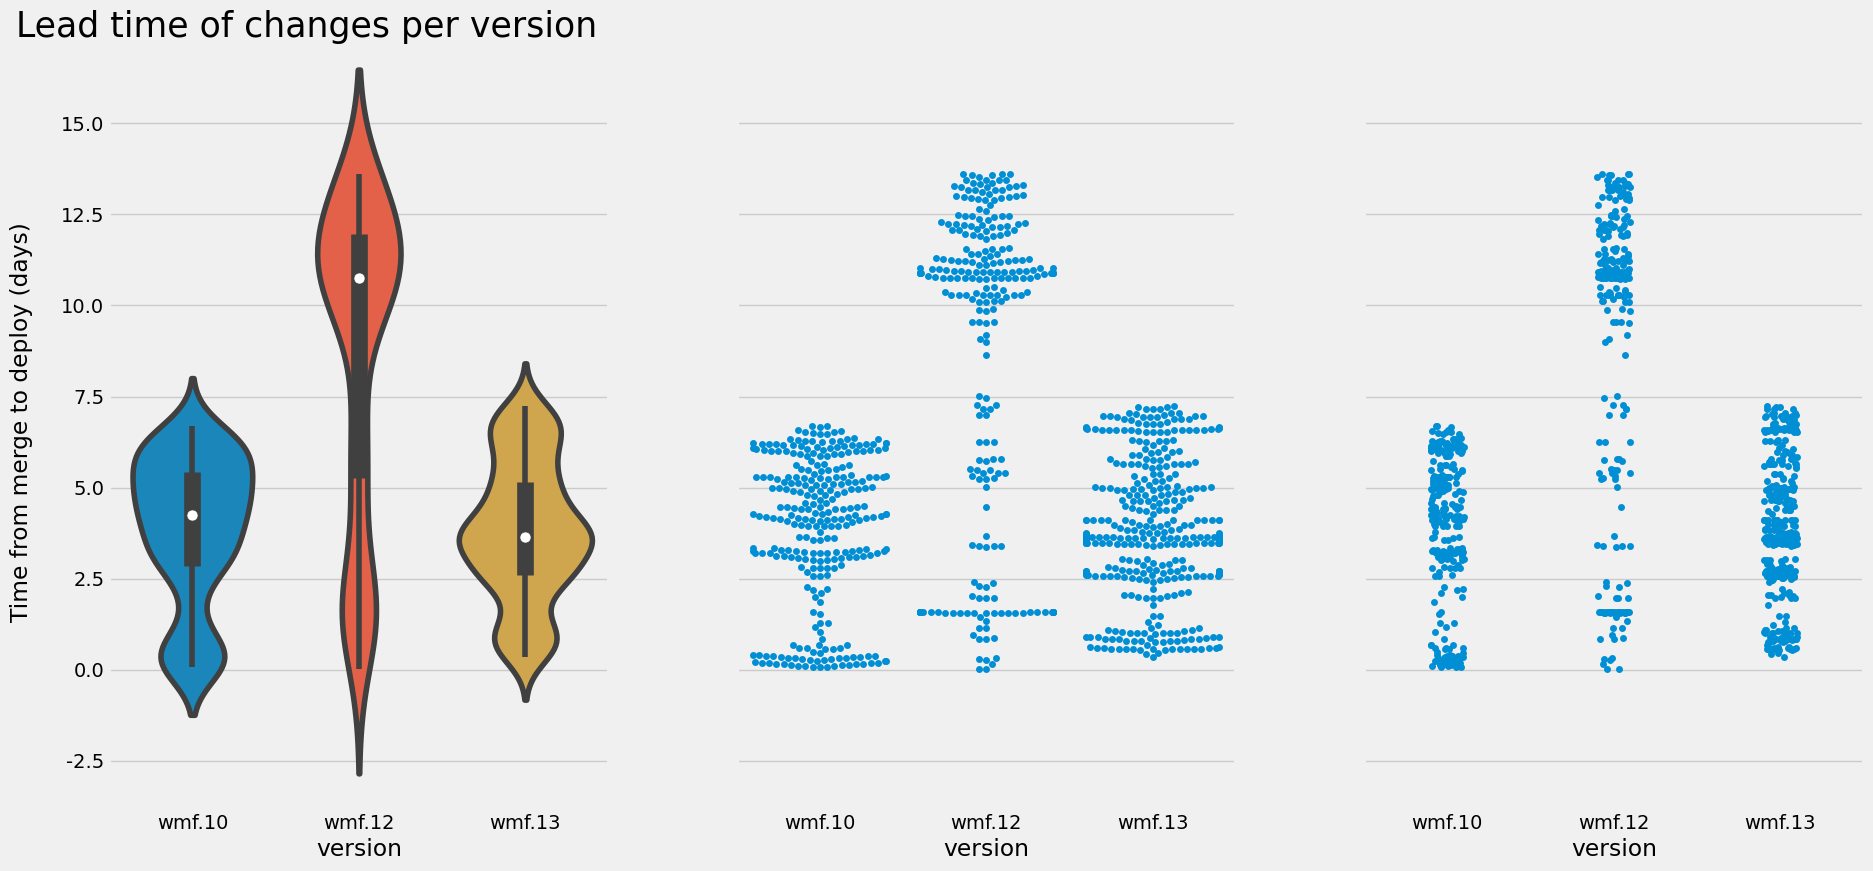 Lead time of changes per version
Time from merge to deploy (days)
15.0
12.5
10.0
7.5
5.0
2.5
0.0
-2.5
wmf.10 wmf.12 wmf.13
version
wmf.10 wmf.12 wmf.13
version
wmf.10 wmf.12 wmf.13
version